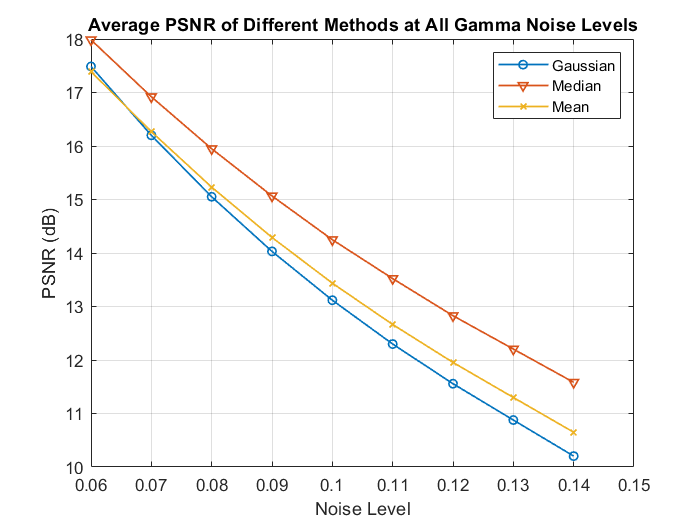 Average PSNR of Different Methods at All Gamma Noise Levels
18
17
16
15
14
13
12
11
10
PSNR (dB)
Gaussian
Median
Mean
0.06 0.07 0.08 0.09 0.1 0.11 0.12 0.13 0.14 0.15
Noise Level